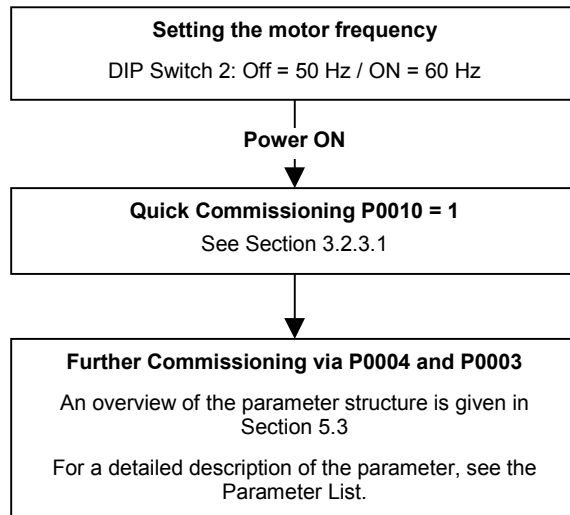 Setting the motor frequency
DIP Switch 2: Off = 50 Hz / ON = 60 Hz
Power ON
Quick Commissioning P0010 = 1
See Section 3.2.3.1
Further Commissioning via P0004 and P0003
An overview of the parameter structure is given in
Section 5.3
For a detailed description of the parameter, see the
Parameter List.